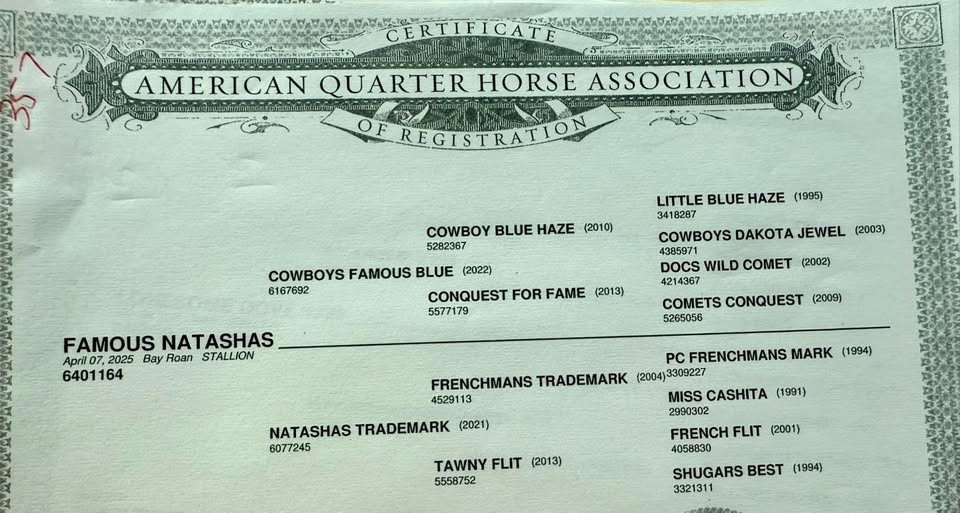 CERTIFICATE
AMERICAN QUARTER HORSE ASSOCIATION
OF REGISTRATION
357
LITTLE BLUE HAZE (1995)
3418287
COWBOY BLUE HAZE (2010)
5282367
COWBOYS DAKOTA JEWEL (2003)
4385971
COWBOYS FAMOUS BLUE (2022)
6167692
DOCS WILD COMET (2002)
4214367
CONQUEST FOR FAME (2013)
5577179
COMETS CONQUEST (2009)
5265056
FAMOUS NATASHAS
April 07, 2025 Bay Roan STALLION
6401164
PC FRENCHMANS MARK (1994)
3309227
FRENCHMANS TRADEMARK (2004)
4529113
MISS CASHITA (1991)
2990302
NATASHAS TRADEMARK (2021)
6077245
FRENCH FLIT (2001)
4058830
TAWNY FLIT (2013)
5558752
SHUGARS BEST (1994)
3321311